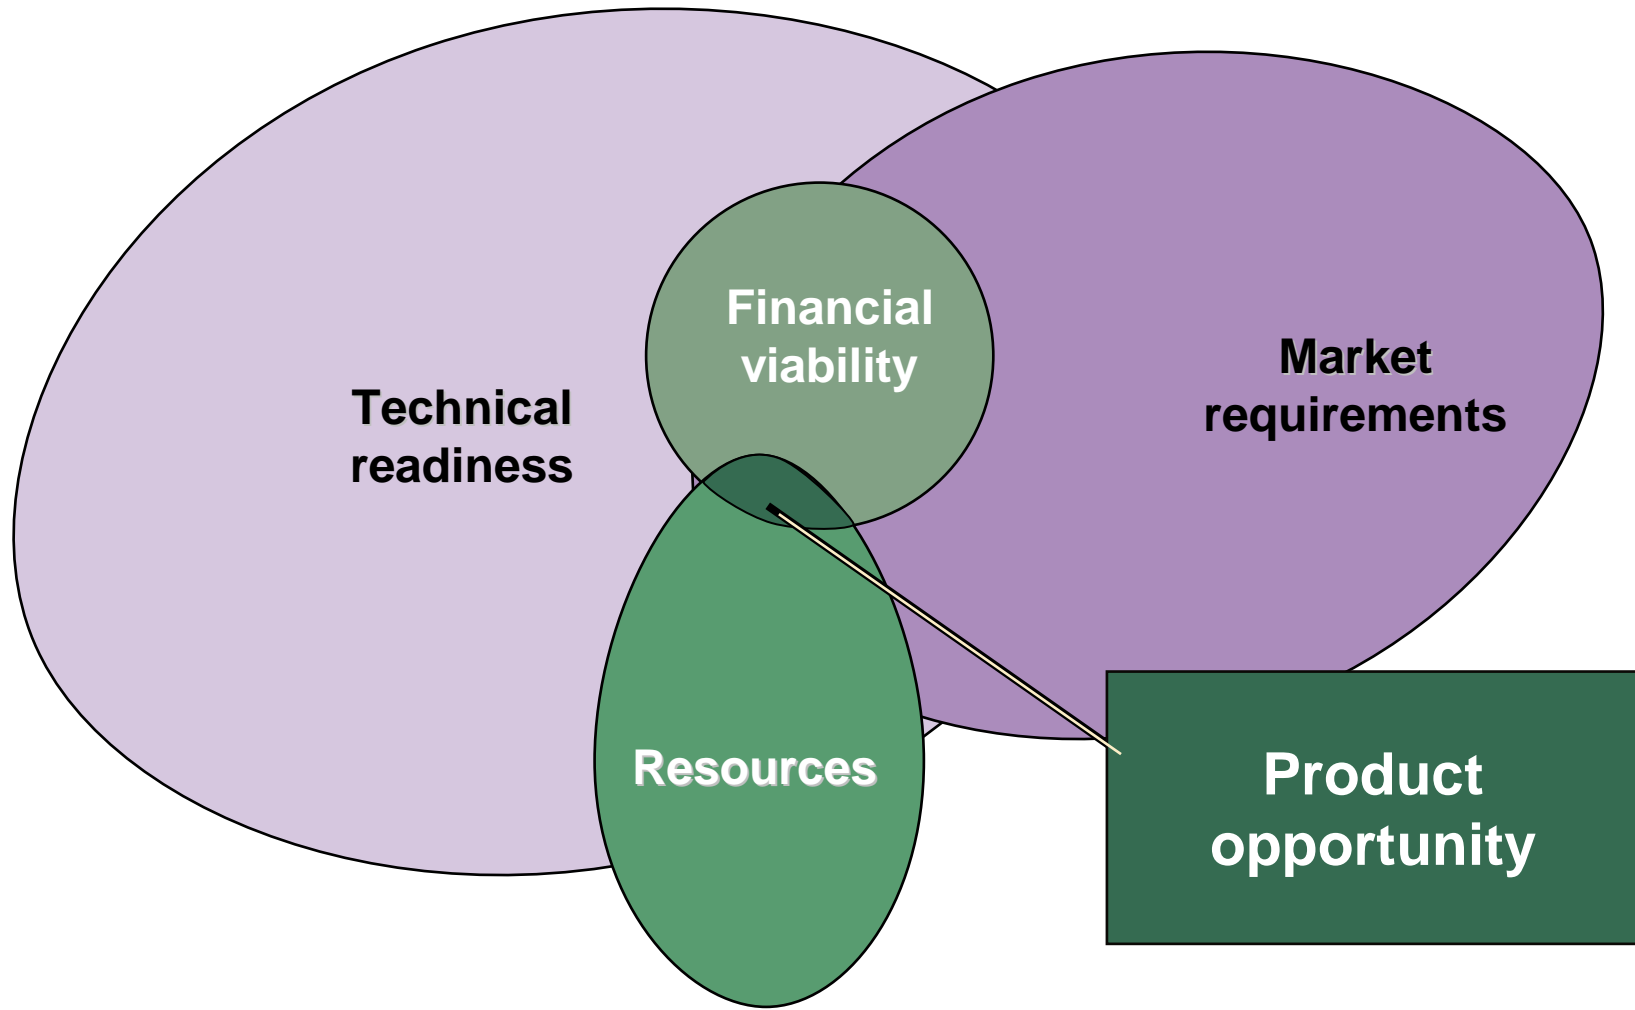 Financial
viability
Technical
readiness
Market
requirements
Resources
Product
opportunity